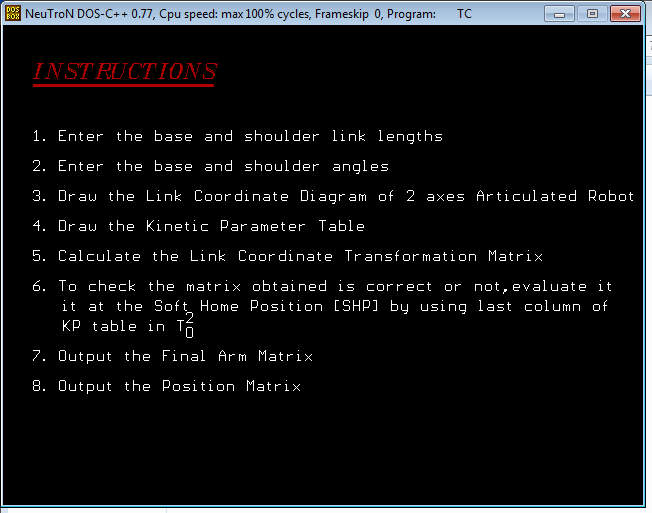 DOS BOX
NeuTroN DOS-C++ 0.77, Cpu speed: max 100% cycles, Frameskip 0, Program: TC
INSTRUCTIONS
1. Enter the base and shoulder link lengths
2. Enter the base and shoulder angles
3. Draw the Link Coordinate Diagram of 2 axes Articulated Robot
4. Draw the Kinetic Parameter Table
5. Calculate the Link Coordinate Transformation Matrix
6. To check the matrix obtained is correct or not,evaluate it
it at the Soft Home Position [SHP] by using last column of
KP table in T
2
0
7. Output the Final Arm Matrix
8. Output the Position Matrix